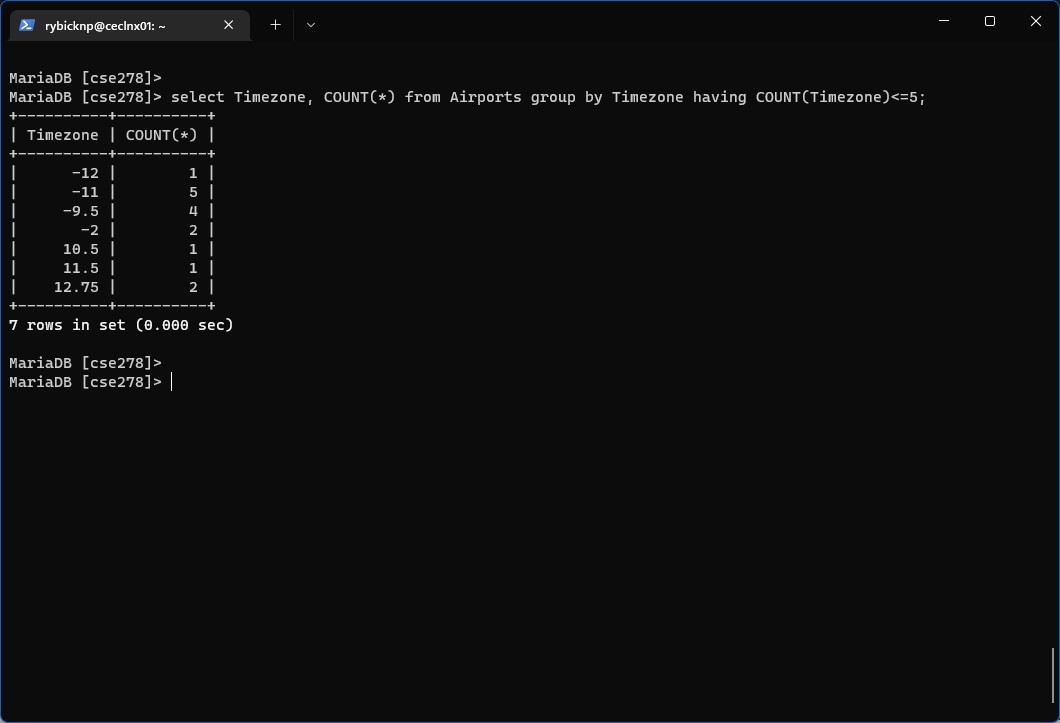 rybicknp@ceclnx01: ~
MariaDB [cse278]>
MariaDB [cse278]> select Timezone, COUNT(*) from Airports group by Timezone having COUNT(Timezone)<=5;
+----------+----------+
| Timezone | COUNT(*) |
+----------+----------+
|      -12 |        1 |
|      -11 |        5 |
|     -9.5 |        4 |
|       -2 |        2 |
|     10.5 |        1 |
|     11.5 |        1 |
|    12.75 |        2 |
+----------+----------+
7 rows in set (0.000 sec)
MariaDB [cse278]>
MariaDB [cse278]>